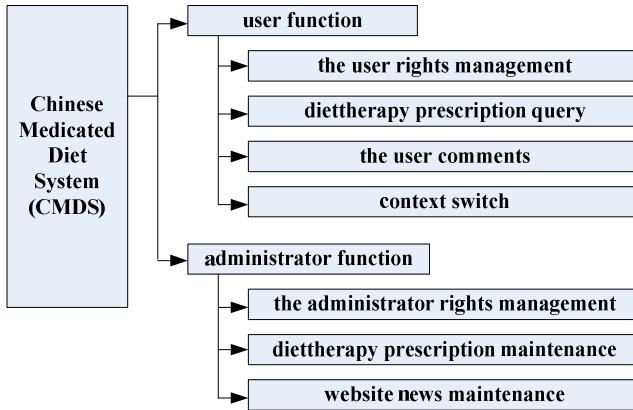 Chinese
Medicated
Diet
System
(CMDS)
user function
the user rights management
diettherapy prescription query
the user comments
context switch
administrator function
the administrator rights management
diettherapy prescription maintenance
website news maintenance